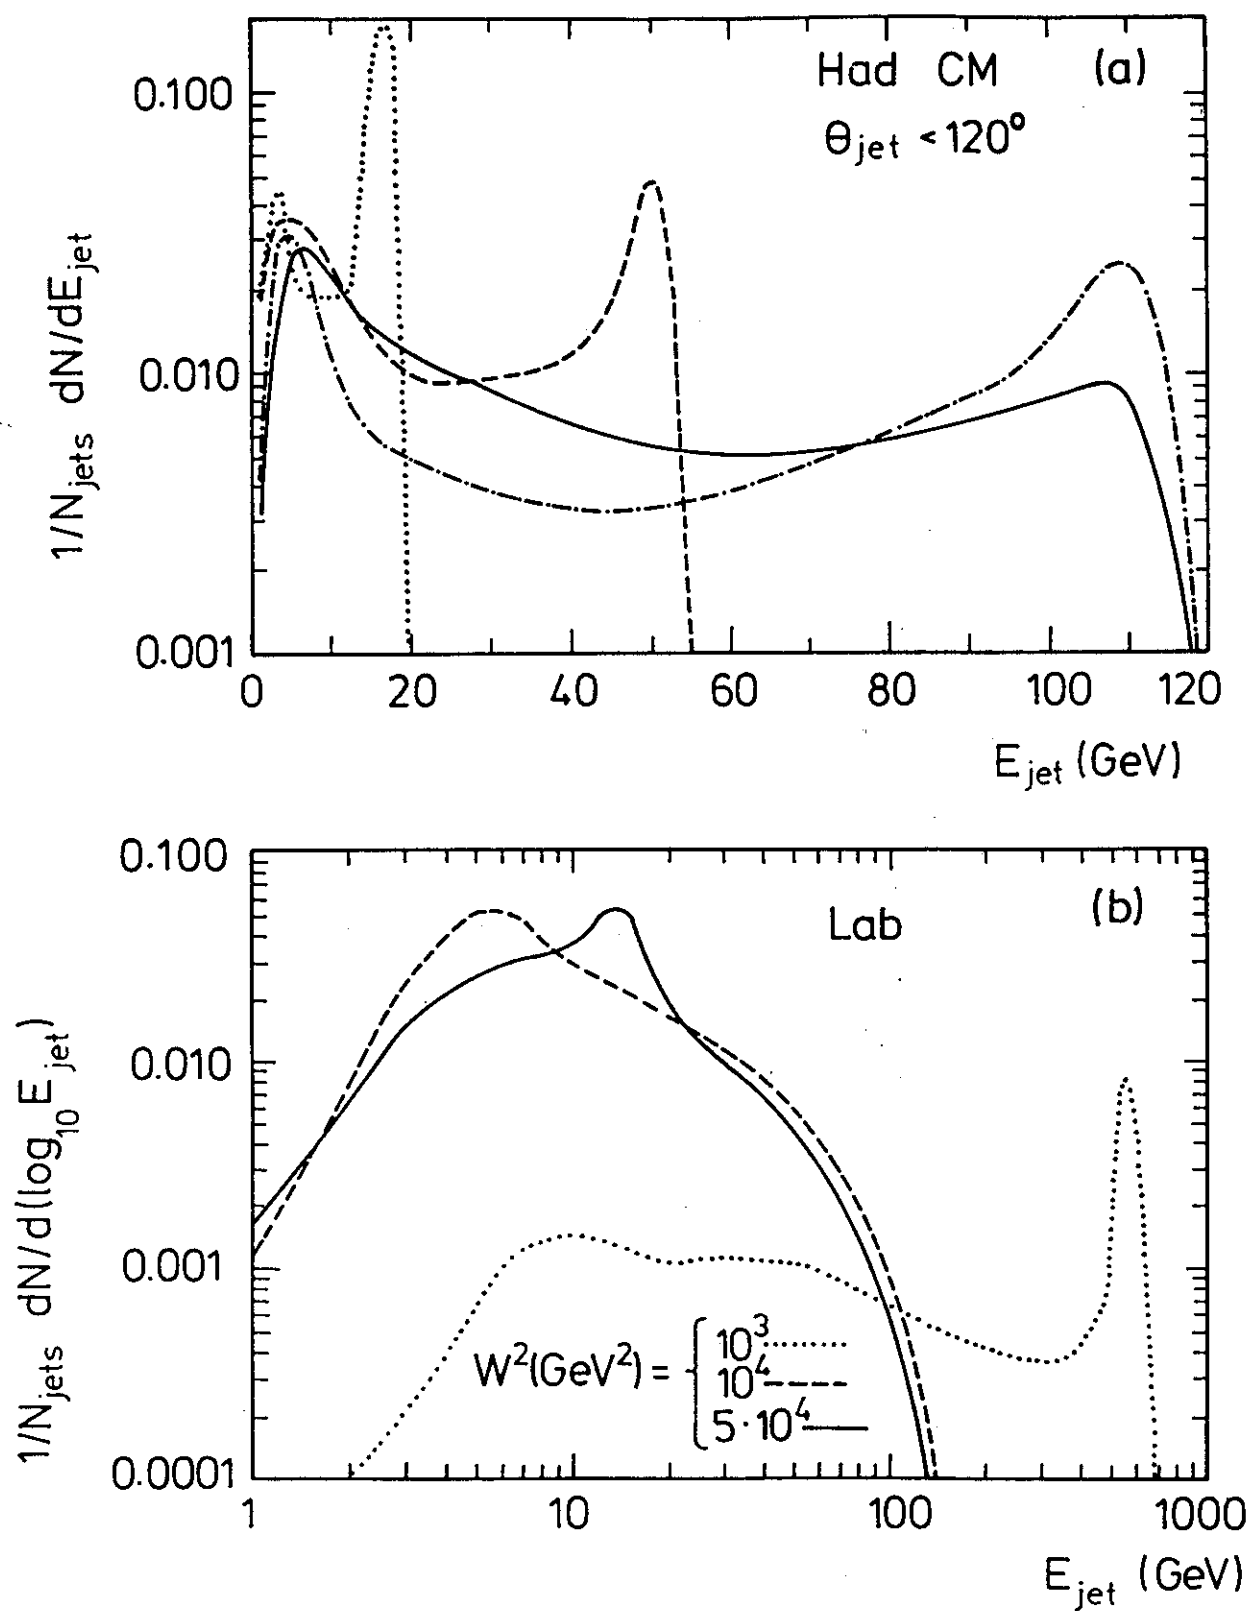 Had CM (a)
θjet < 120°
0.100
0.010
0.001
1/Njets dN/dEjet
0 20 40 60 80 100 120
Ejet (GeV)
(b)
Lab
0.100
0.010
0.001
0.0001
1/Njets dN/d(log10 Ejet)
W²(GeV²) =
10³
10⁴
5·10⁴
1 10 100 1000
Ejet (GeV)